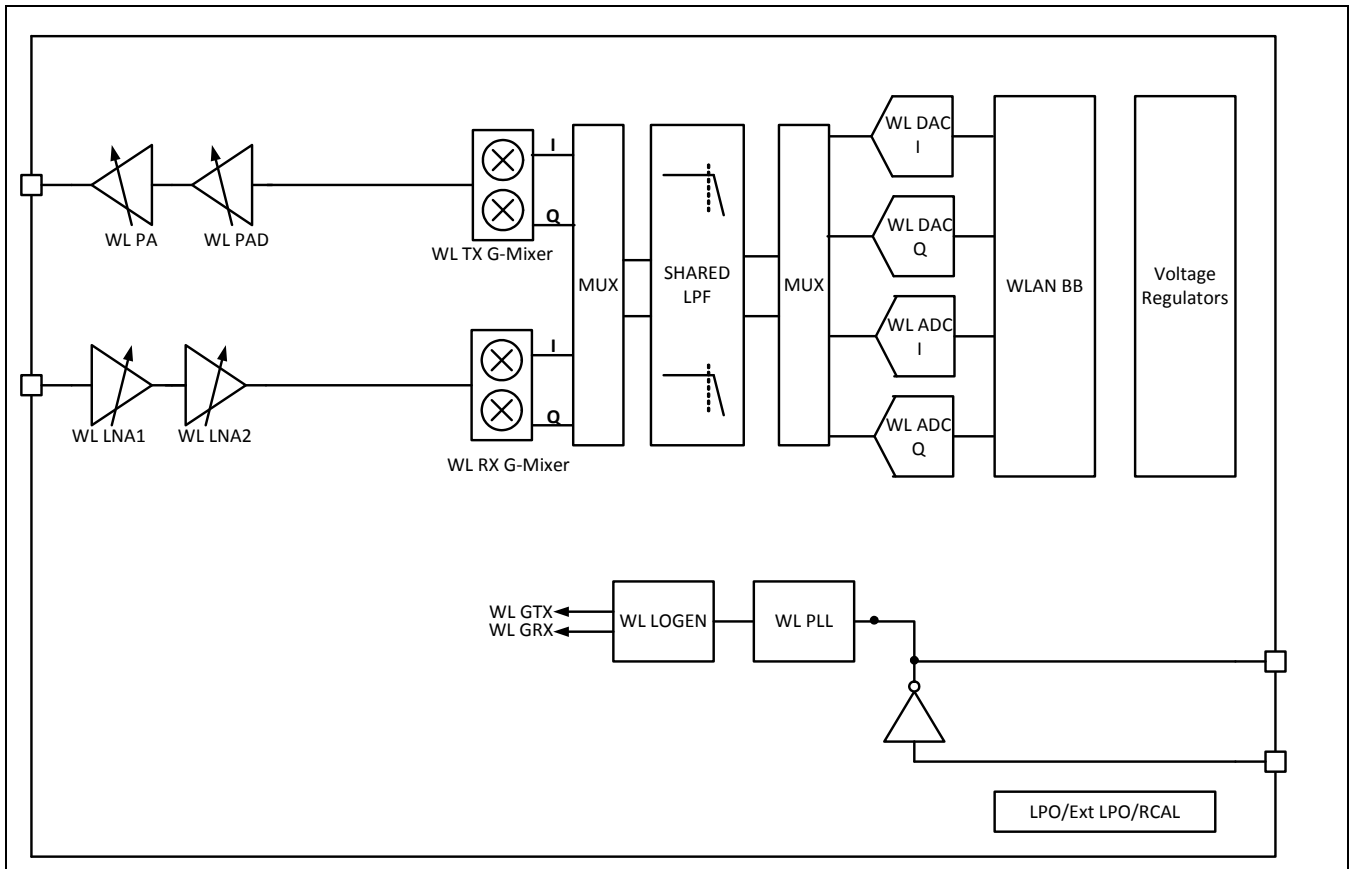 WL DAC
I
I
WL PA
WL PAD
Q
WL DAC
Q
WL TX G-Mixer
MUX
SHARED
LPF
MUX
WLAN BB
Voltage
Regulators
WL ADC
I
I
WL LNA1
WL LNA2
Q
WL ADC
Q
WL RX G-Mixer
WL GTX
WL GRX
WL LOGEN
WL PLL
LPO/Ext LPO/RCAL